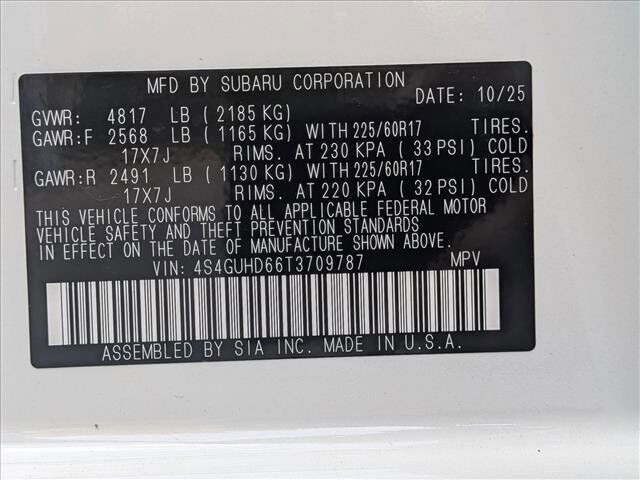 MFD BY SUBARU CORPORATION
DATE: 10/25
GVWR: 4817 LB ( 2185 KG)
GAWR:F 2568 LB ( 1165 KG) WITH 225/60R17 TIRES.
17X7J RIMS. AT 230 KPA ( 33 PSI) COLD
GAWR:R 2491 LB ( 1130 KG) WITH 225/60R17 TIRES.
17X7J RIMS. AT 220 KPA ( 32 PSI) COLD
THIS VEHICLE CONFORMS TO ALL APPLICABLE FEDERAL MOTOR
VEHICLE SAFETY AND THEFT PREVENTION STANDARDS
IN EFFECT ON THE DATE OF MANUFACTURE SHOWN ABOVE.
VIN: 4S4GUHD66T3709787 MPV
ASSEMBLED BY SIA INC. MADE IN U.S.A.